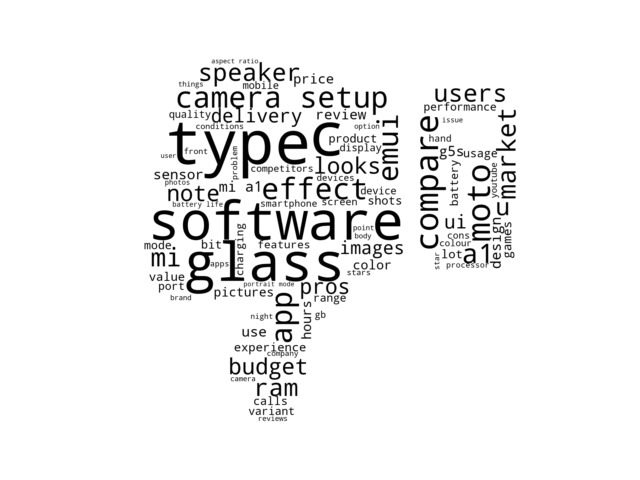 aspect ratio
speaker
things
mobile
price
camera setup
users
quality
delivery
review
performance
conditions
option
issue
typec
emui
compare
market
product
display
hand
user
front
problem
competitors
looks
g5s
usage
sensor
devices
battery
youtube
photos
note
mi a1
effect
device
moto
battery life
smartphone
screen
shots
u
software
point
body
ui
design
games
cons
colour
mode
bit
charging
features
images
lot
a1
mi
glass
apps
color
star
processor
value
stars
port
portrait mode
pros
brand
pictures
range
app
hours
gb
night
use
experience
company
budget
camera
ram
calls
variant
reviews